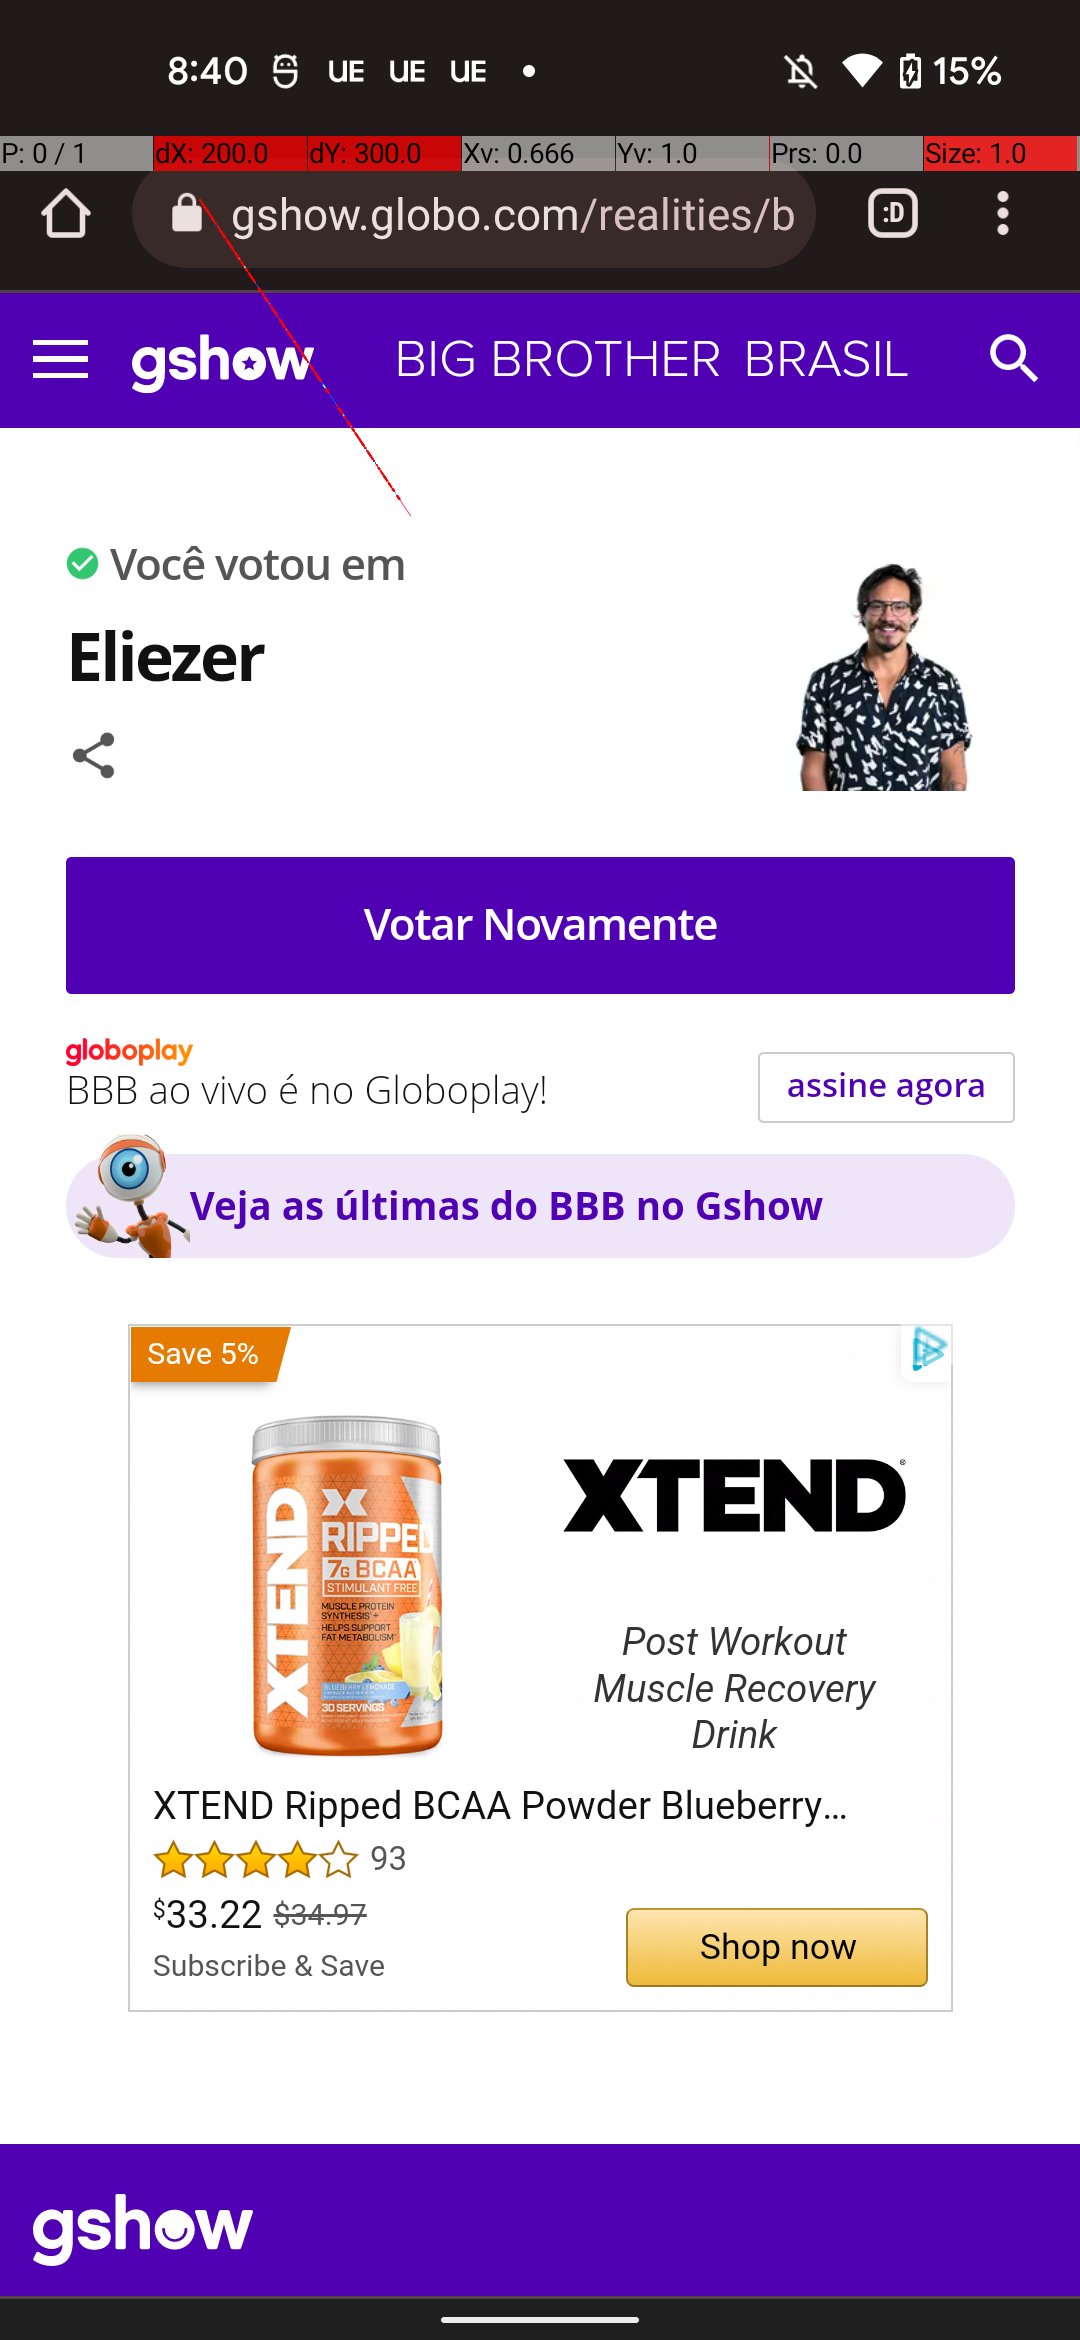 8:40 UE UE UE 15%
P: 0 / 1 dX: 200.0 dY: 300.0 Xv: 0.666 Yv: 1.0 Prs: 0.0 Size: 1.0
gshow.globo.com/realities/b :D
gshow BIG BROTHER BRASIL
Você votou em
Eliezer
Votar Novamente
globoplay
BBB ao vivo é no Globoplay!
assine agora
Veja as últimas do BBB no Gshow
Save 5%
XTEND
X
RIPPED
7G BCAA
STIMULANT FREE
MUSCLE PROTEIN
SYNTHESIS +
HELPS SUPPORT
FAT METABOLISM
BLUEBERRY LEMONADE
30 SERVINGS
XTEND
Post Workout
Muscle Recovery
Drink
XTEND Ripped BCAA Powder Blueberry...
93
$33.22 $34.97
Subscribe & Save
Shop now
gshow